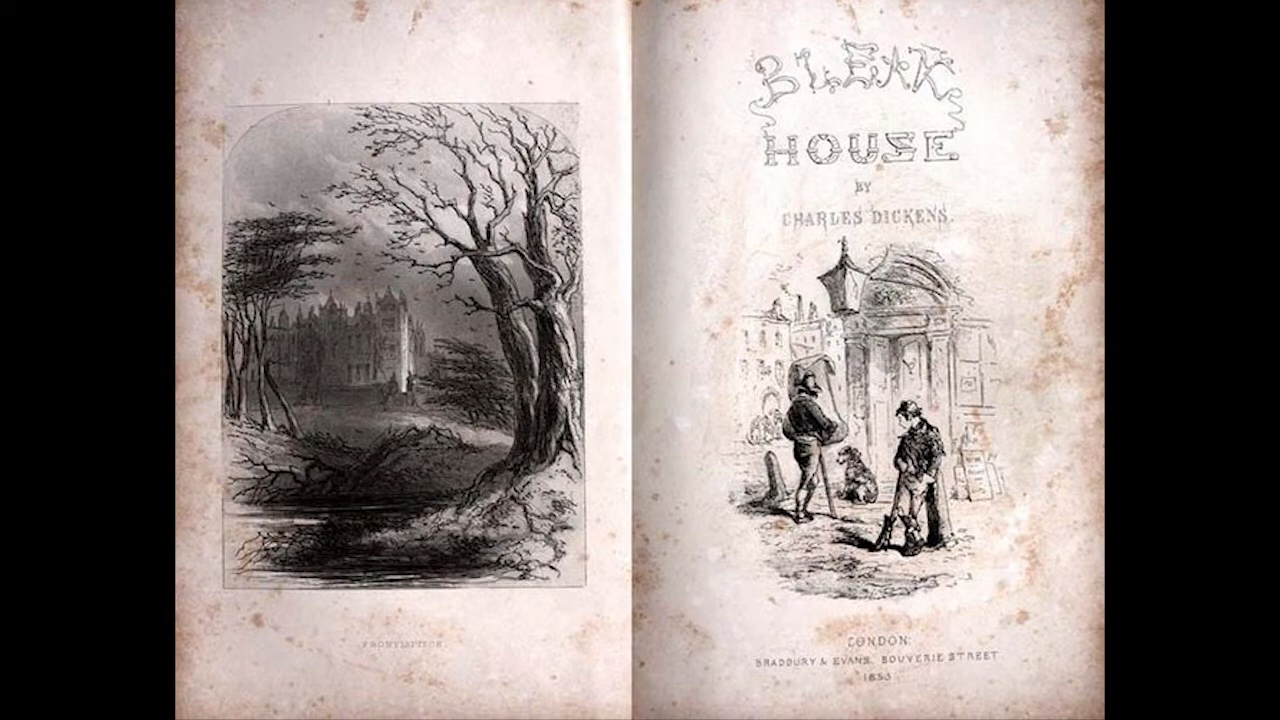 FRONTISPIECE.
BLEAK
HOUSE
BY
CHARLES DICKENS.
LONDON:
BRADBURY & EVANS, BOUVERIE STREET
1853